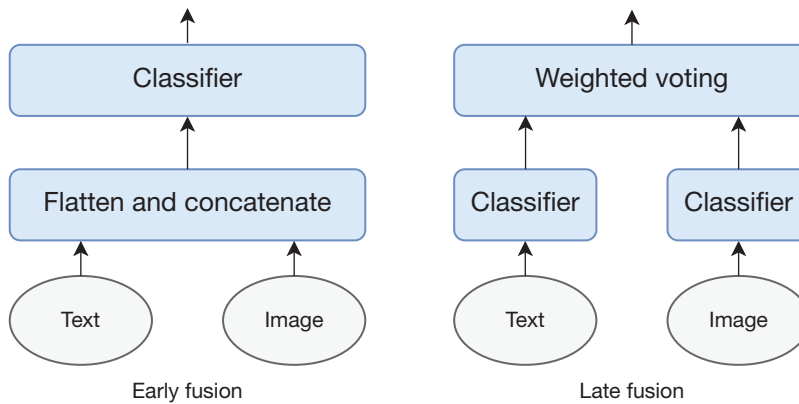 Classifier
Flatten and concatenate
Text
Image
Early fusion
Weighted voting
Classifier
Classifier
Text
Image
Late fusion